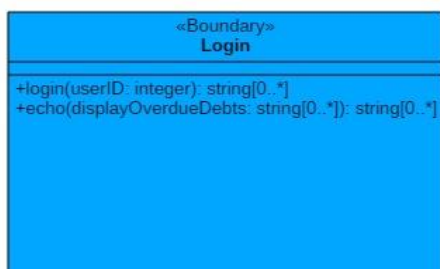 «Boundary»
Login
+login(userID: integer): string[0..*]
+echo(displayOverdueDebts: string[0..*]): string[0..*]